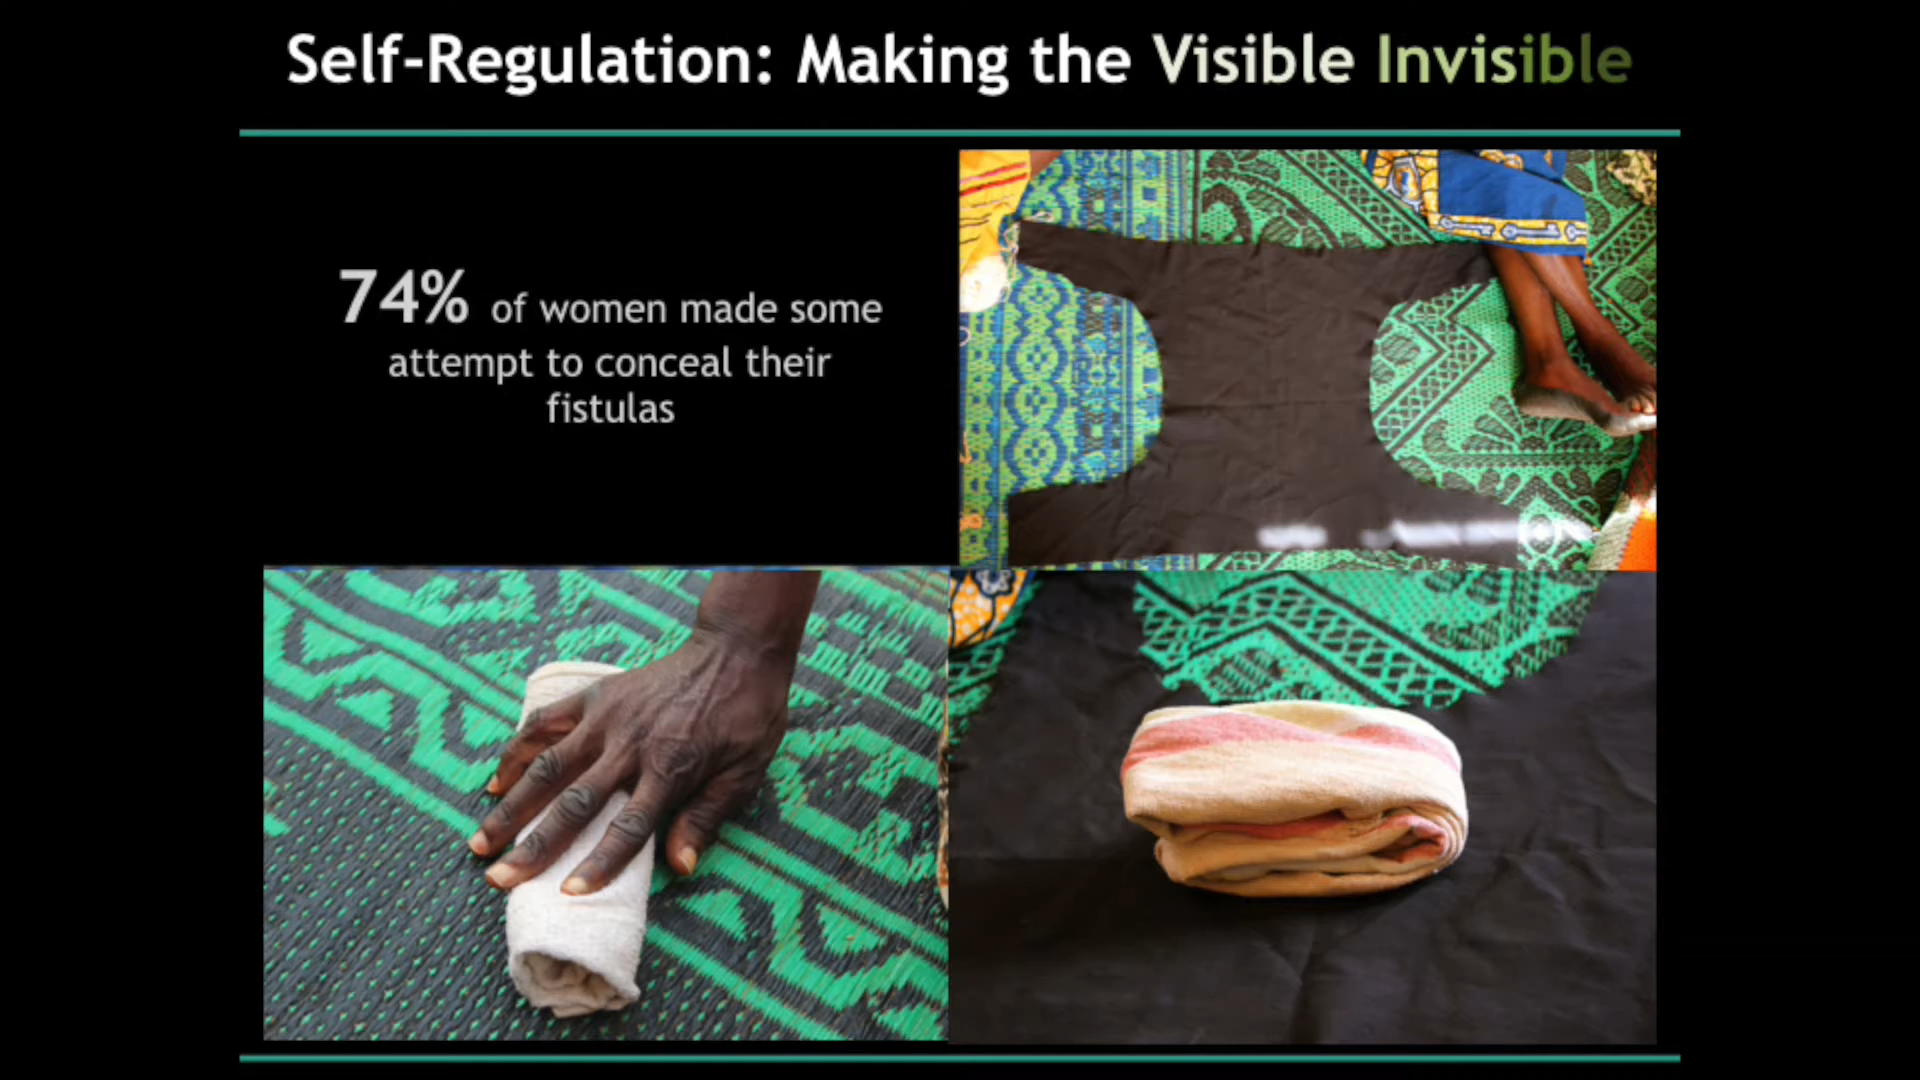 Self-Regulation: Making the Visible Invisible
74% of women made some
attempt to conceal their
fistulas